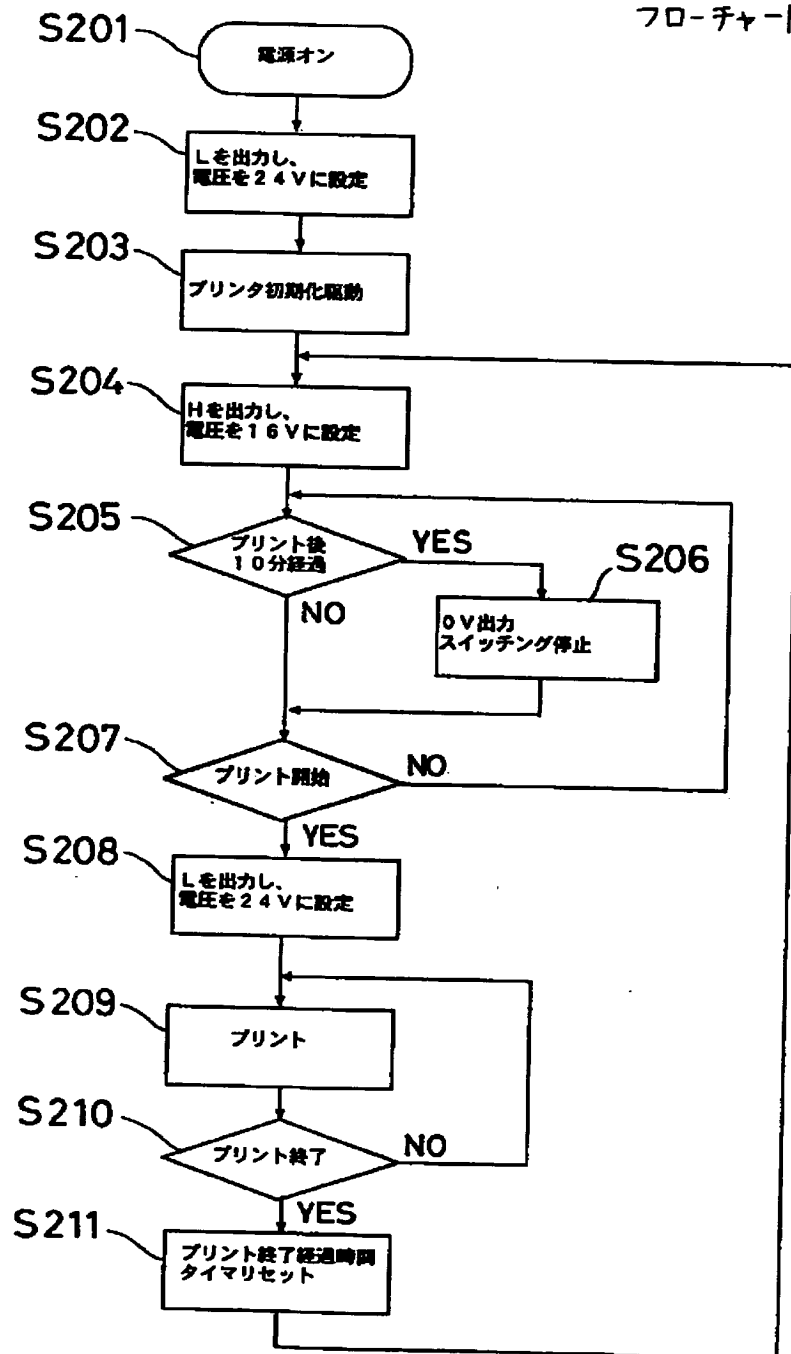 フローチャート
S201
電源オン
S202
Lを出力し、
電圧を24Vに設定
S203
プリンタ初期化駆動
S204
Hを出力し、
電圧を16Vに設定
S205
プリント後
10分経過
YES
S206
NO
0V出力
スイッチング停止
S207
プリント開始
NO
YES
S208
Lを出力し、
電圧を24Vに設定
S209
プリント
S210
プリント終了
NO
YES
S211
プリント終了経過時間
タイマリセット